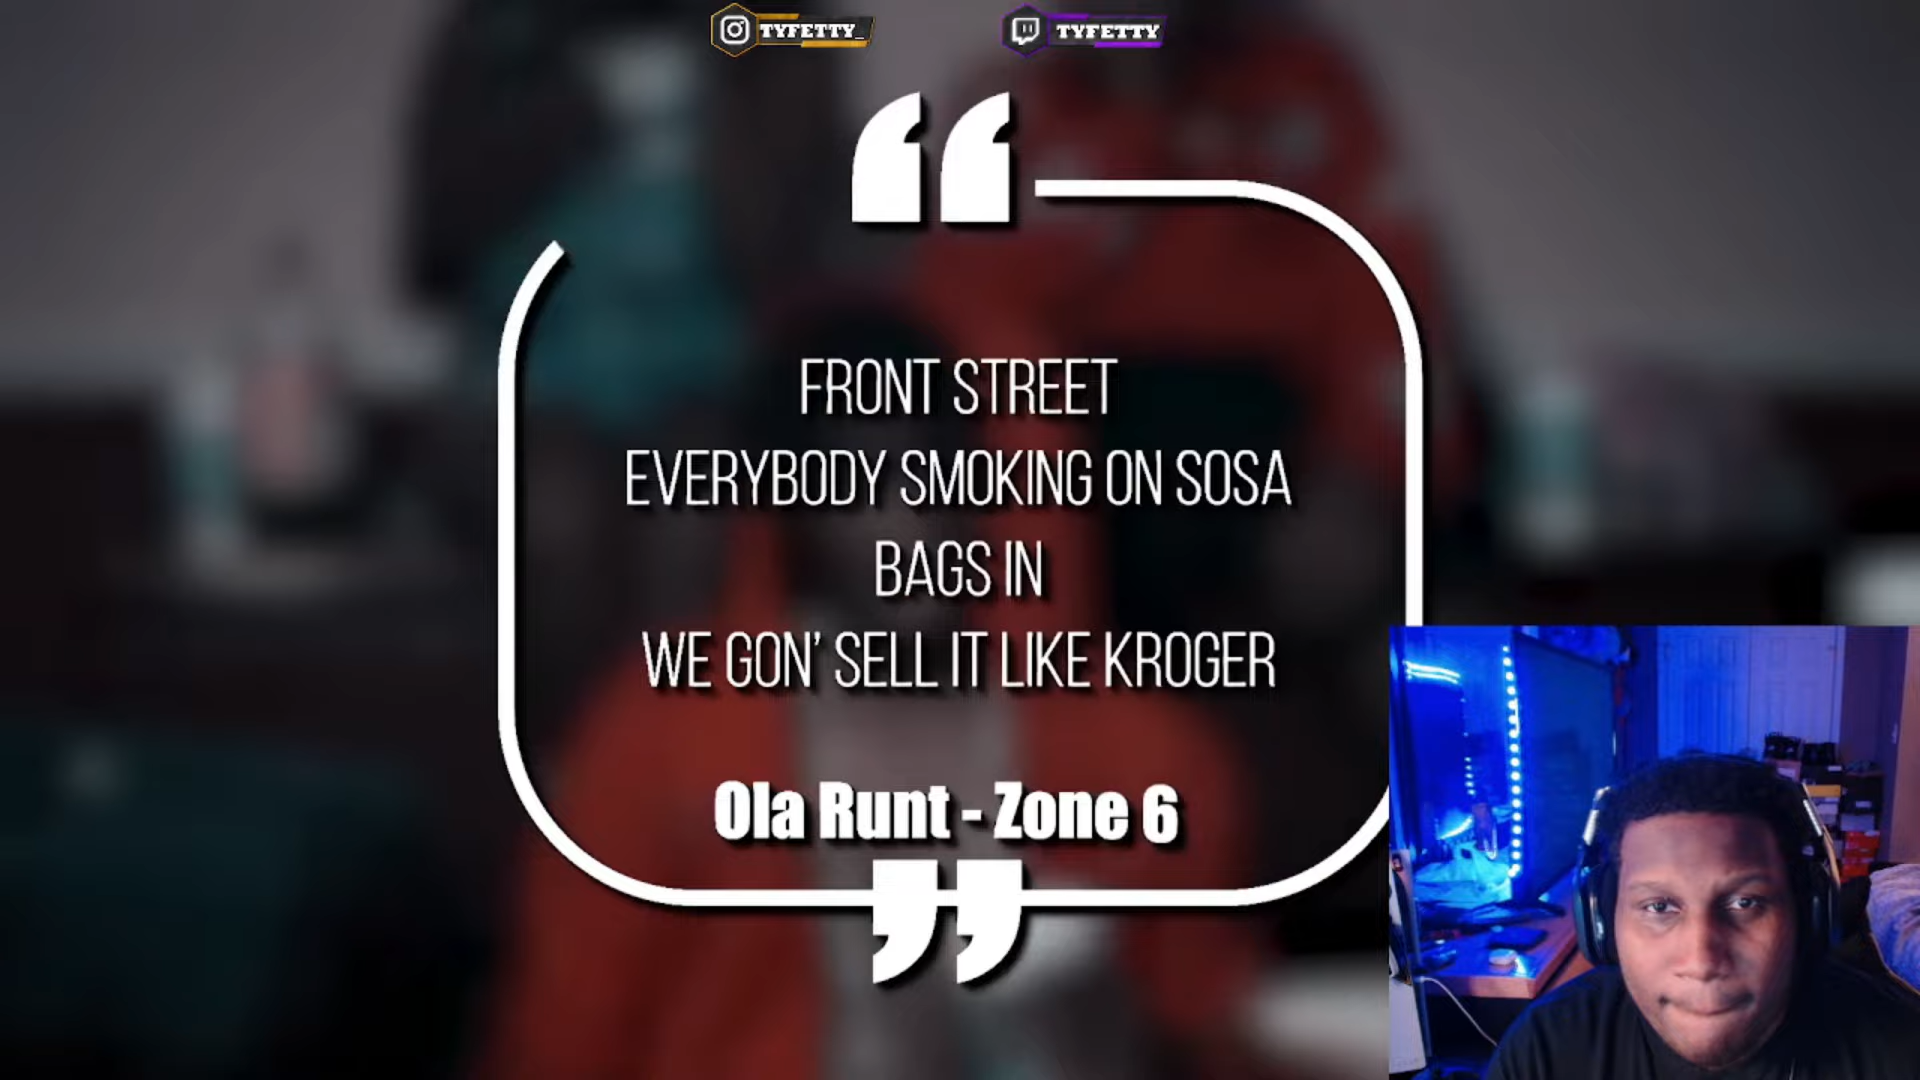 TYFETTY_
TYFETTY
FRONT STREET
EVERYBODY SMOKING ON SOSA
BAGS IN
WE GON’ SELL IT LIKE KROGER
Ola Runt - Zone 6